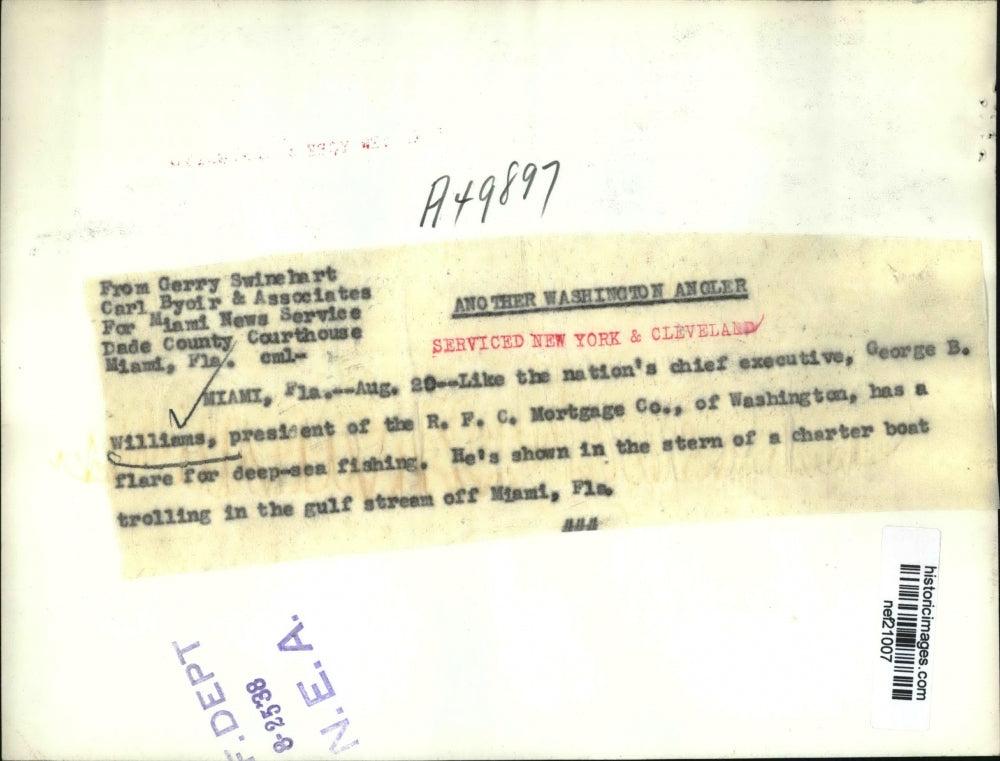 A49897
From Gerry Swinehart
Carl Byoir & Associates
For Miami News Service
Dade County Courthouse
Miami, Fla. cml-
ANOTHER WASHINGTON ANGLER
SERVICED NEW YORK & CLEVELAND
MIAMI, Fla.--Aug. 20--Like the nation's chief executive, George B.
Williams, president of the R. F. C. Mortgage Co., of Washington, has a
flare for deep-sea fishing. He's shown in the stern of a charter boat
trolling in the gulf stream off Miami, Fla.
###
F. DEPT
8-25-38
N.E.A.
historicimages.com
nef21007